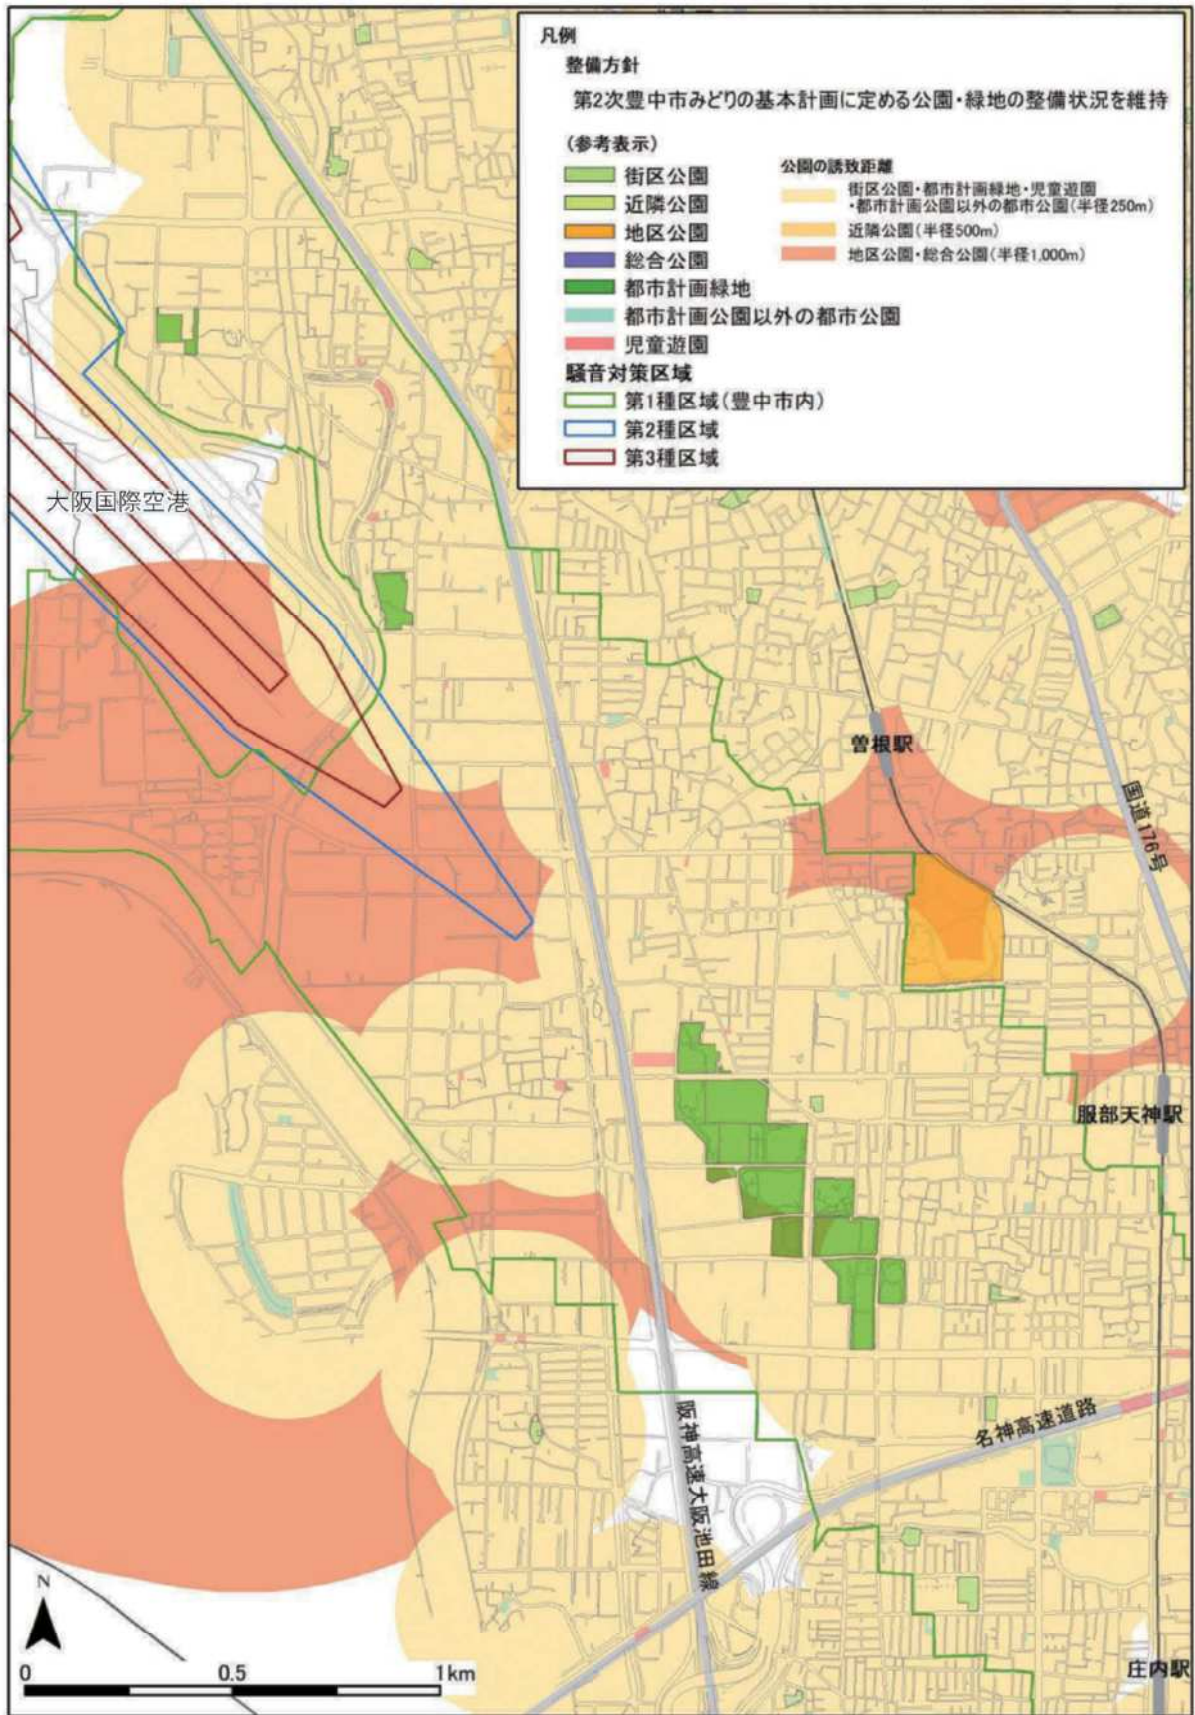 凡例
整備方針
第2次豊中市みどりの基本計画に定める公園・緑地の整備状況を維持
(参考表示)
街区公園
近隣公園
地区公園
総合公園
都市計画緑地
都市計画公園以外の都市公園
児童遊園
公園の誘致距離
街区公園・都市計画緑地・児童遊園
・都市計画公園以外の都市公園(半径250m)
近隣公園(半径500m)
地区公園・総合公園(半径1,000m)
騒音対策区域
第1種区域(豊中市内)
第2種区域
第3種区域
大阪国際空港
曽根駅
国道176号
服部天神駅
名神高速道路
阪神高速大阪池田線
庄内駅
N
0 0.5 1km